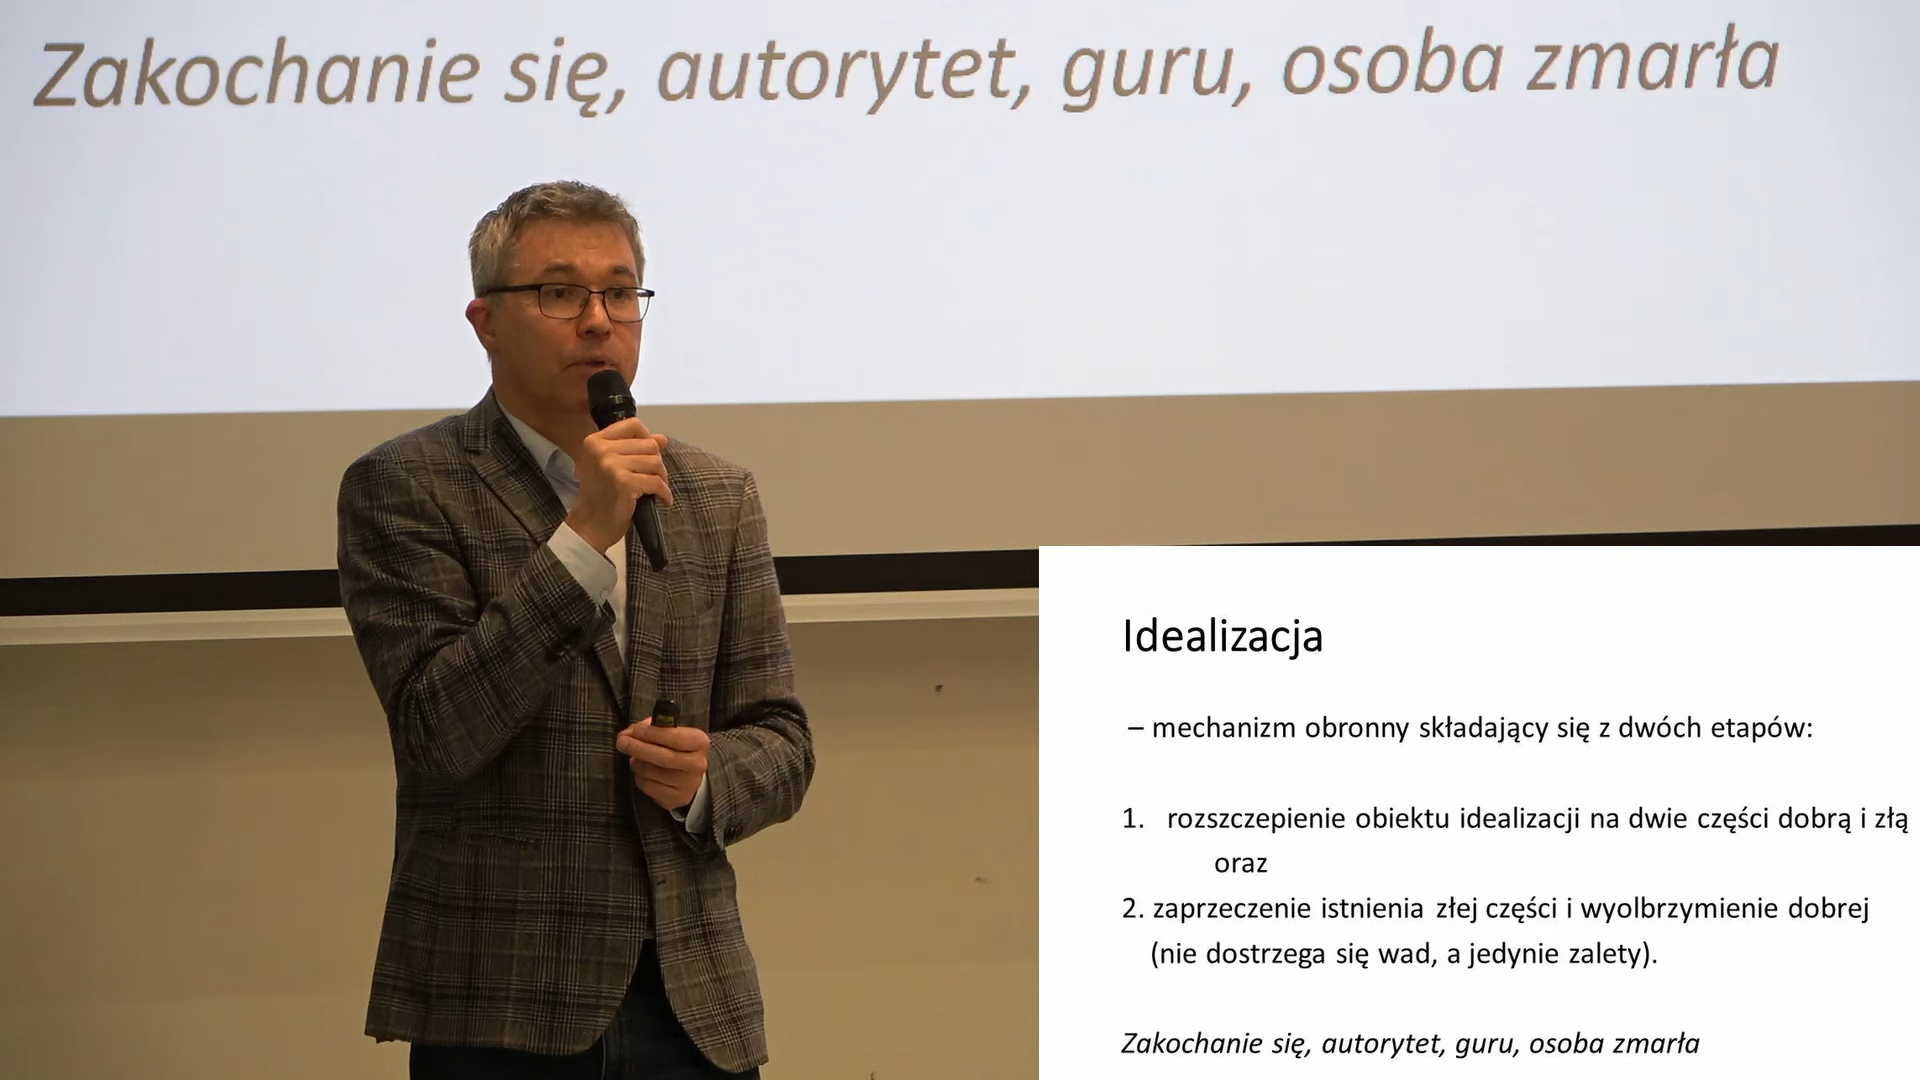 Zakochanie się, autorytet, guru, osoba zmarła
Idealizacja
– mechanizm obronny składający się z dwóch etapów:
1. rozszczepienie obiektu idealizacji na dwie części dobrą i złą
oraz
2. zaprzeczenie istnienia złej części i wyolbrzymienie dobrej
(nie dostrzega się wad, a jedynie zalety).
Zakochanie się, autorytet, guru, osoba zmarła